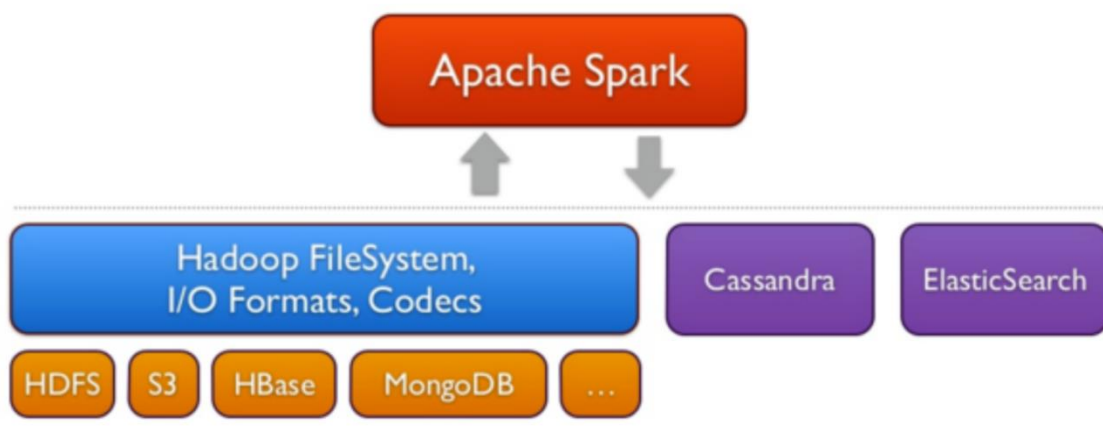 Apache Spark
Hadoop FileSystem,
I/O Formats, Codecs
Cassandra
ElasticSearch
HDFS
S3
HBase
MongoDB
...